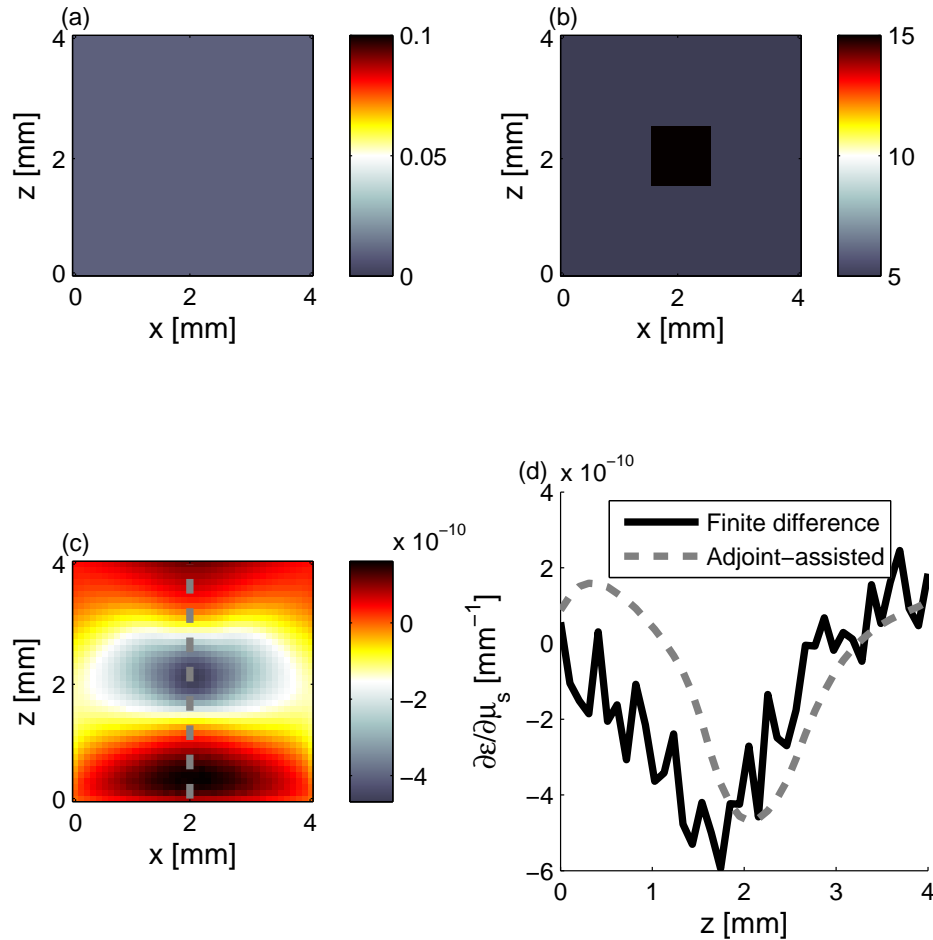 (a)
4
2
0
z [mm]
0 2 4
x [mm]
0.1
0.05
0
(b)
4
2
0
z [mm]
0 2 4
x [mm]
15
10
5
(c)
4
2
0
z [mm]
0 2 4
x [mm]
x 10⁻¹⁰
0
−2
−4
(d)
x 10⁻¹⁰
4
2
0
−2
−4
−6
∂ε/∂μₛ [mm⁻¹]
Finite difference
Adjoint−assisted
0 1 2 3 4
z [mm]